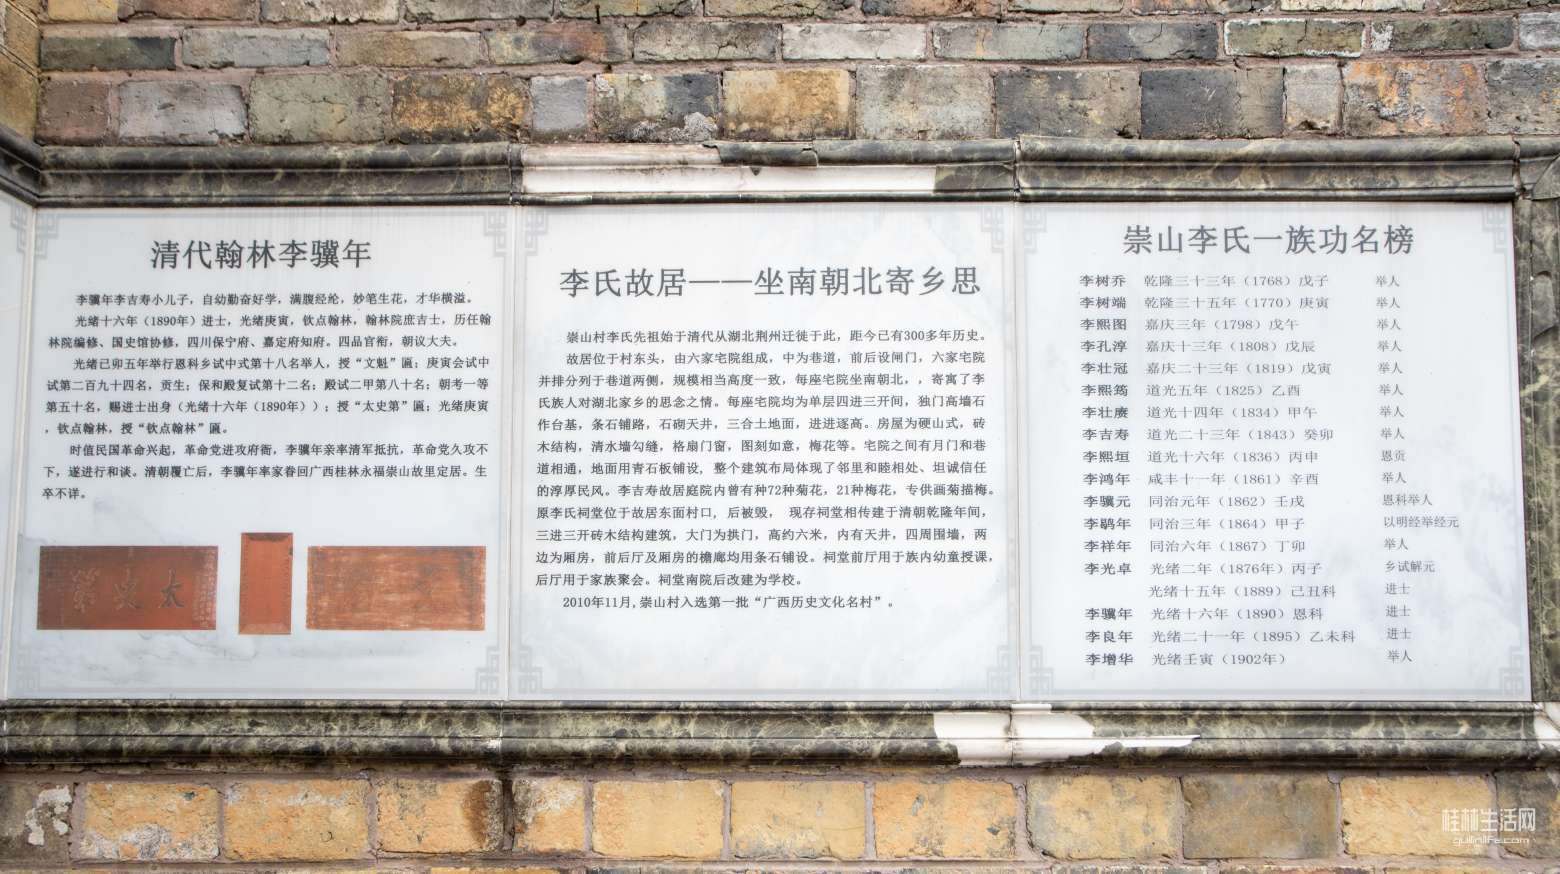 清代翰林李骥年
李骥年李吉寿小儿子，自幼勤奋好学，满腹经纶，妙笔生花，才华横溢。
光绪十六年（1890年）进士，光绪庚寅，钦点翰林，翰林院庶吉士，历任翰
林院编修、国史馆协修，四川保宁府、嘉定府知府。四品官衔，朝议大夫。
光绪己卯五年举行恩科乡试中式第十八名举人，授“文魁”匾；庚寅会试中
试第二百九十四名，贡生；保和殿复试第十二名；殿试二甲第八十名；朝考一等
第五十名，赐进士出身（光绪十六年（1890年））；授“太史第”匾；光绪庚寅
，钦点翰林，授“钦点翰林”匾。
时值民国革命兴起，革命党进攻府衙，李骥年亲率清军抵抗，革命党久攻不
下，遂进行和谈。清朝覆亡后，李骥年率家眷回广西桂林永福崇山故里定居。生
卒不详。
第史太
李氏故居——坐南朝北寄乡思
崇山村李氏先祖始于清代从湖北荆州迁徙于此，距今已有300多年历史。
故居位于村东头，由六家宅院组成，中为巷道，前后设闸门，六家宅院
并排分列于巷道两侧，规模相当高度一致，每座宅院坐南朝北，，寄寓了李
氏族人对湖北家乡的思念之情。每座宅院均为单层四进三开间，独门高墙石
作台基，条石铺路，石砌天井，三合土地面，进进逐高。房屋为硬山式，砖
木结构，清水墙勾缝，格扇门窗，图刻如意，梅花等。宅院之间有月门和巷
道相通，地面用青石板铺设，整个建筑布局体现了邻里和睦相处、坦诚信任
的淳厚民风。李吉寿故居庭院内曾有种72种菊花，21种梅花，专供画菊描梅。
原李氏祠堂位于故居东面村口，后被毁， 现存祠堂相传建于清朝乾隆年间，
三进三开砖木结构建筑，大门为拱门，高约六米，内有天井，四周围墙，两
边为厢房，前后厅及厢房的檐廊均用条石铺设。祠堂前厅用于族内幼童授课，
后厅用于家族聚会。祠堂南院后改建为学校。
2010年11月,崇山村入选第一批“广西历史文化名村”。
崇山李氏一族功名榜
李树乔 乾隆三十三年（1768）戊子 举人
李树端 乾隆三十五年（1770）庚寅 举人
李熙图 嘉庆三年（1798）戊午 举人
李孔淳 嘉庆十三年（1808）戊辰 举人
李壮冠 嘉庆二十三年（1819）戊寅 举人
李熙筠 道光五年（1825）乙酉 举人
李壮赓 道光十四年（1834）甲午 举人
李吉寿 道光二十三年（1843）癸卯 举人
李熙垣 道光十六年（1836）丙申 恩贡
李鸿年 咸丰十一年（1861）辛酉 举人
李骥元 同治元年（1862）壬戌 恩科举人
李鹝年 同治三年（1864）甲子 以明经举经元
李祥年 同治六年（1867）丁卯 举人
李光卓 光绪二年（1876年）丙子 乡试解元
光绪十五年（1889）己丑科 进士
李骥年 光绪十六年（1890）恩科 进士
李良年 光绪二十一年（1895）乙未科 进士
李增华 光绪壬寅（1902年） 举人
桂林生活网
guilinlife.com